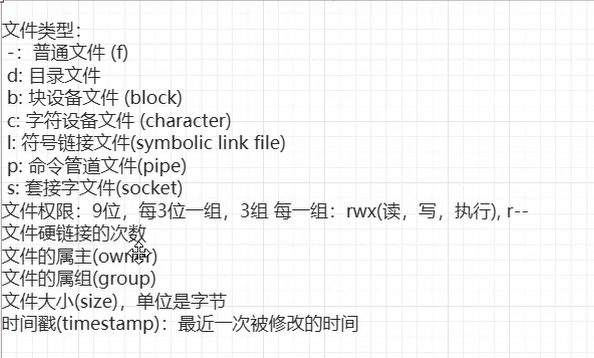 文件类型：
-：普通文件 (f)
d: 目录文件
b: 块设备文件 (block)
c: 字符设备文件 (character)
l: 符号链接文件(symbolic link file)
p: 命令管道文件(pipe)
s: 套接字文件(socket)
文件权限：9位，每3位一组，3组 每一组：rwx(读，写，执行), r--
文件硬链接的次数
文件的属主(owner)
文件的属组(group)
文件大小(size)，单位是字节
时间戳(timestamp)：最近一次被修改的时间